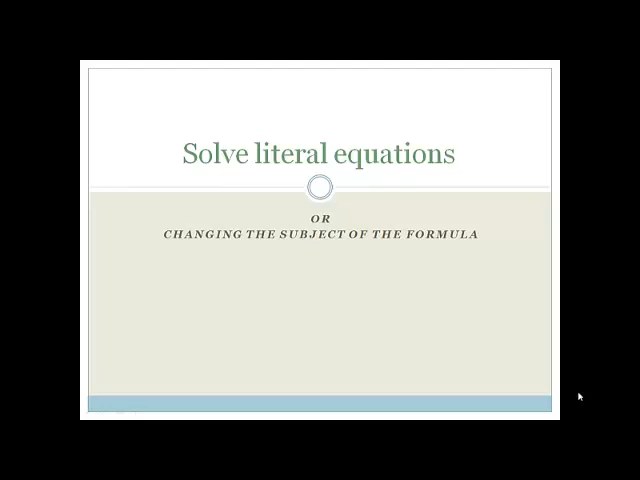 Solve literal equations
OR
CHANGING THE SUBJECT OF THE FORMULA